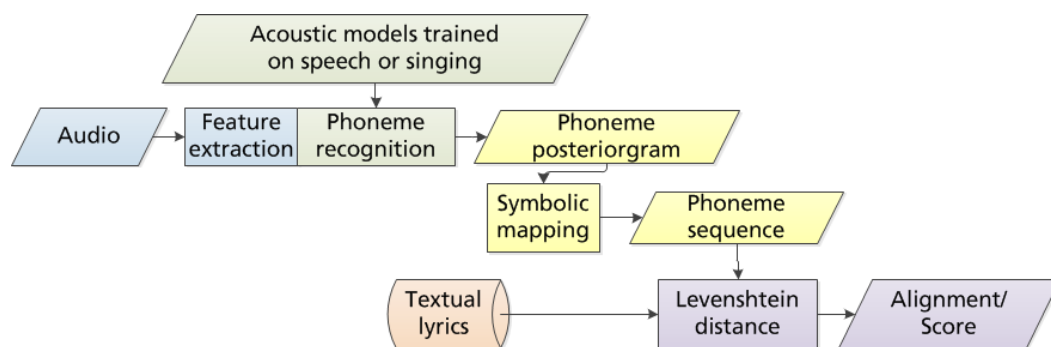 Acoustic models trained
on speech or singing
Audio
Feature
extraction
Phoneme
recognition
Phoneme
posteriorgram
Symbolic
mapping
Phoneme
sequence
Textual
lyrics
Levenshtein
distance
Alignment/
Score